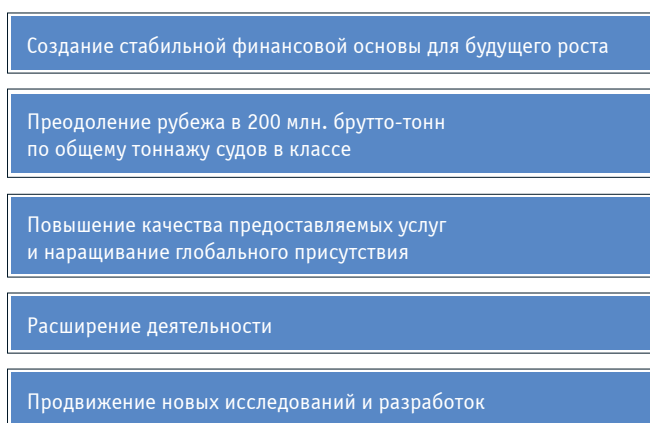 Создание стабильной финансовой основы для будущего роста
Преодоление рубежа в 200 млн. брутто-тонн
по общему тоннажу судов в классе
Повышение качества предоставляемых услуг
и наращивание глобального присутствия
Расширение деятельности
Продвижение новых исследований и разработок